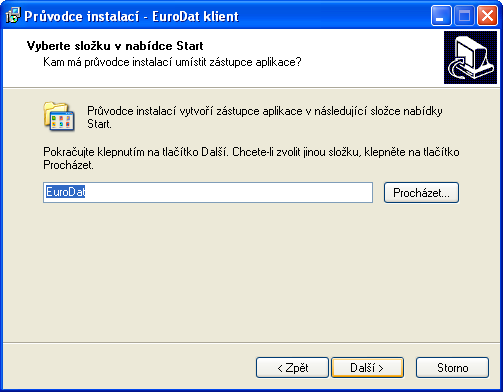 Průvodce instalací - EuroDat klient
Vyberte složku v nabídce Start
Kam má průvodce instalací umístit zástupce aplikace?
Průvodce instalací vytvoří zástupce aplikace v následující složce nabídky
Start.
Pokračujte klepnutím na tlačítko Další. Chcete-li zvolit jinou složku, klepněte na tlačítko
Procházet.
EuroDat
Procházet...
< Zpět
Další >
Storno